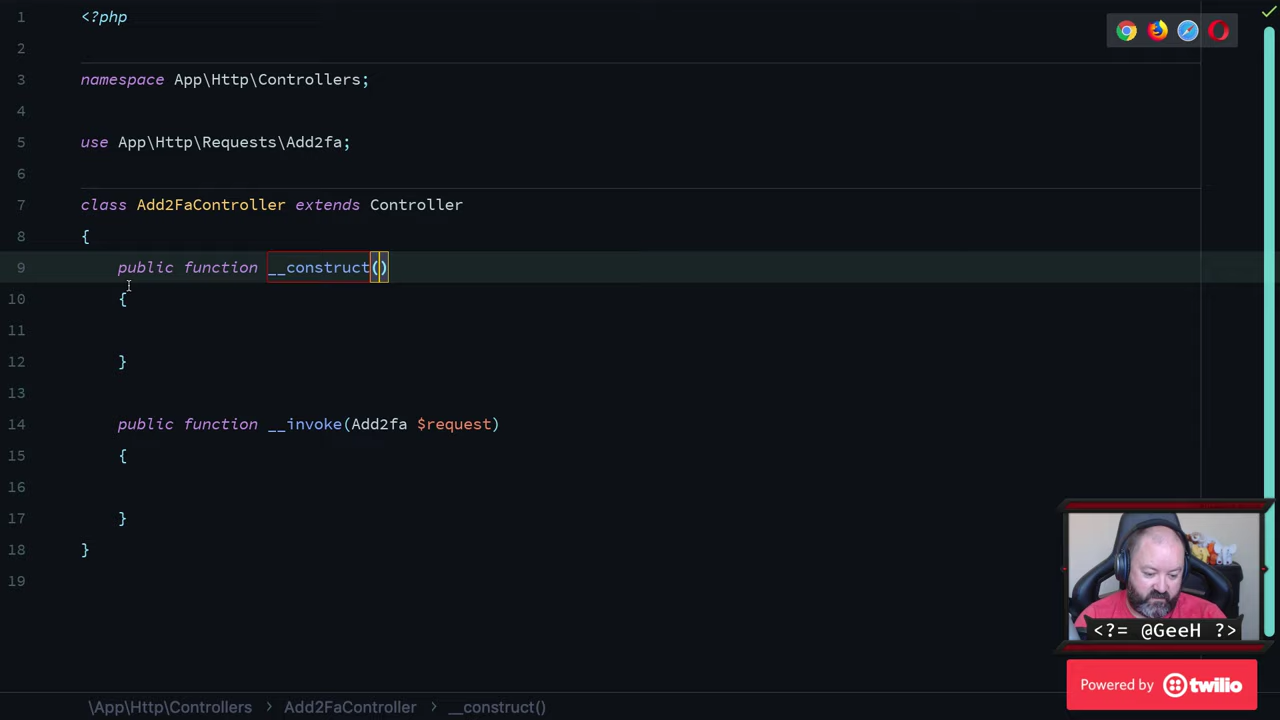 1 <?php
2
3 namespace App\Http\Controllers;
4
5 use App\Http\Requests\Add2fa;
6
7 class Add2FaController extends Controller
8 {
9 public function __construct()
10 {
11
12 }
13
14 public function __invoke(Add2fa $request)
15 {
16
17 }
18 }
19
<?= @GeeH ?>
Powered by twilio
\App\Http\Controllers > Add2FaController > __construct()